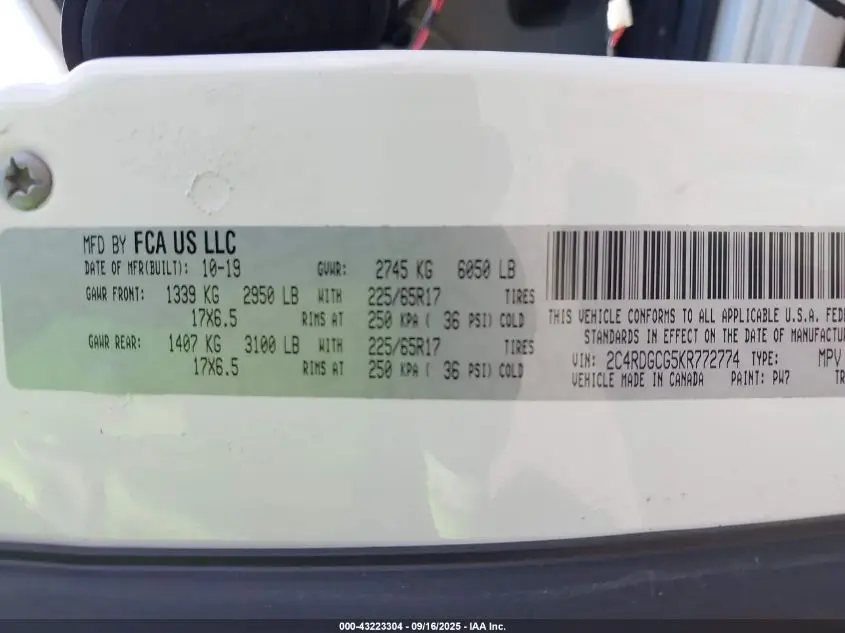 MFD BY FCA US LLC
DATE OF MFR(BUILT): 10-19 GVWR: 2745 KG 6050 LB
GAWR FRONT: 1339 KG 2950 LB WITH 225/65R17 TIRES
17X6.5 RIMS AT 250 KPA ( 36 PSI) COLD
GAWR REAR: 1407 KG 3100 LB WITH 225/65R17 TIRES
17X6.5 RIMS AT 250 KPA ( 36 PSI) COLD
THIS VEHICLE CONFORMS TO ALL APPLICABLE U.S.A. FEDE
STANDARDS IN EFFECT ON THE DATE OF MANUFACTUR
VIN: 2C4RDGCG5KR772774 TYPE: MPV
VEHICLE MADE IN CANADA PAINT: PW7 TR
000-43223304 - 09/16/2025 - IAA Inc.